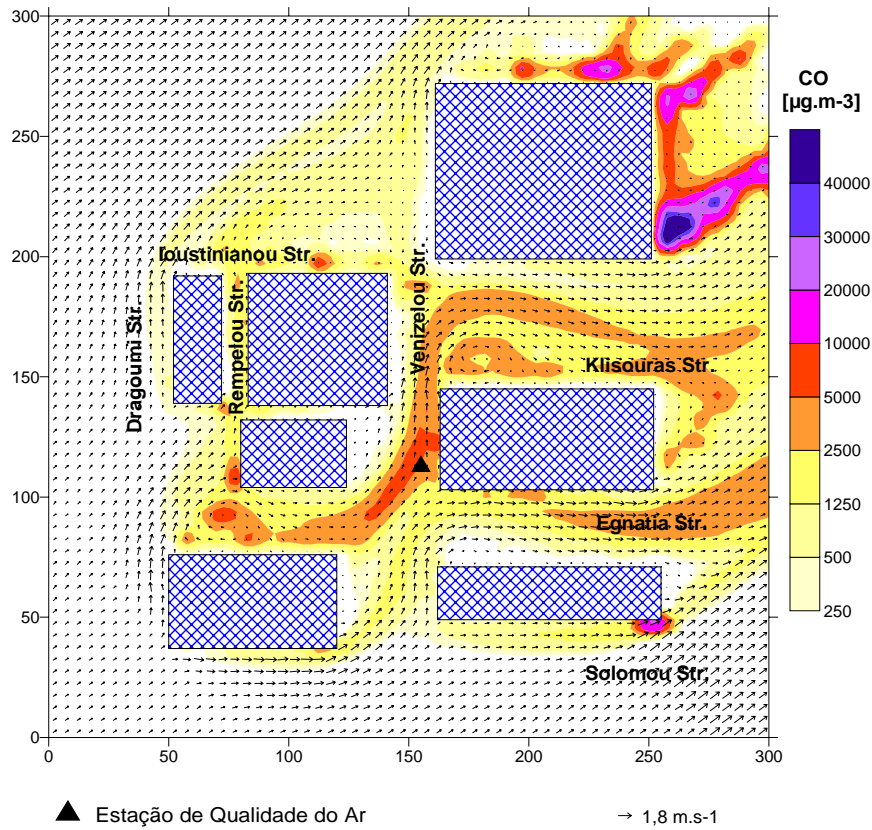 300
250
200
150
100
50
0
0 50 100 150 200 250 300
Ioustinianou Str.
Dragoumi Str.
Rempelou Str.
Venizelou Str.
Klisouras Str.
Egnatia Str.
Solomou Str.
CO
[µg.m-3]
40000
30000
20000
10000
5000
2500
1250
500
250
Estação de Qualidade do Ar
1,8 m.s-1